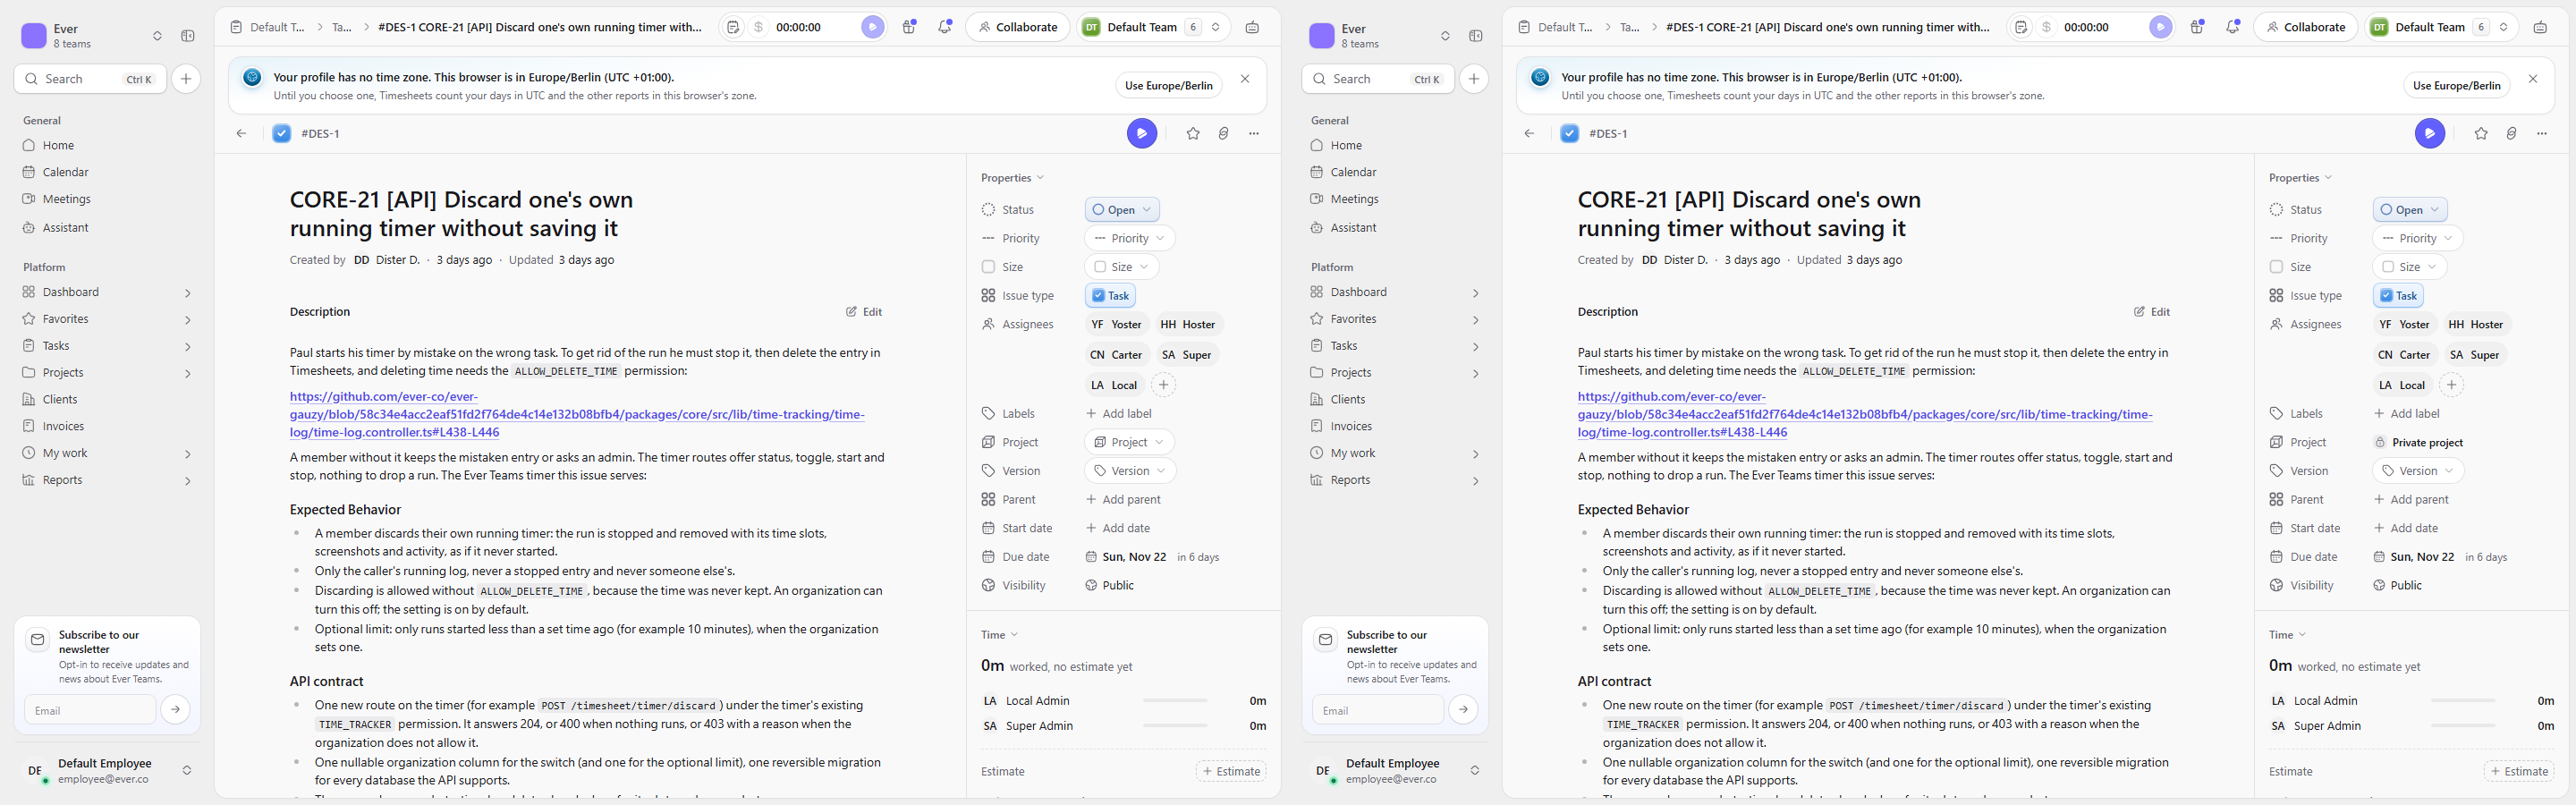 Ever
8 teams
Search
Ctrl K
General
Home
Calendar
Meetings
Assistant
Platform
Dashboard
Favorites
Tasks
Projects
Clients
Invoices
My work
Reports
Subscribe to our
newsletter
Opt-in to receive updates and
news about Ever Teams.
Email
DE
Default Employee
employee@ever.co
Default T... > Ta... > #DES-1 CORE-21 [API] Discard one's own running timer with...
$ 00:00:00
Collaborate
DT Default Team 6
Your profile has no time zone. This browser is in Europe/Berlin (UTC +01:00).
Until you choose one, Timesheets count your days in UTC and the other reports in this browser's zone.
Use Europe/Berlin
#DES-1
CORE-21 [API] Discard one's own
running timer without saving it
Created by DD Dister D. · 3 days ago · Updated 3 days ago
Description
Edit
Paul starts his timer by mistake on the wrong task. To get rid of the run he must stop it, then delete the entry in
Timesheets, and deleting time needs the ALLOW_DELETE_TIME permission:
https://github.com/ever-co/ever-
gauzy/blob/58c34e4acc2eaf51fd2f764de4c14e132b08bfb4/packages/core/src/lib/time-tracking/time-
log/time-log.controller.ts#L438-L446
A member without it keeps the mistaken entry or asks an admin. The timer routes offer status, toggle, start and
stop, nothing to drop a run. The Ever Teams timer this issue serves:
Expected Behavior
A member discards their own running timer: the run is stopped and removed with its time slots,
screenshots and activity, as if it never started.
Only the caller's running log, never a stopped entry and never someone else's.
Discarding is allowed without ALLOW_DELETE_TIME, because the time was never kept. An organization can
turn this off; the setting is on by default.
Optional limit: only runs started less than a set time ago (for example 10 minutes), when the organization
sets one.
API contract
One new route on the timer (for example POST /timesheet/timer/discard) under the timer's existing
TIME_TRACKER permission. It answers 204, or 400 when nothing runs, or 403 with a reason when the
organization does not allow it.
One nullable organization column for the switch (and one for the optional limit), one reversible migration
for every database the API supports.
Properties
Status Open
Priority Priority
Size Size
Issue type Task
Assignees YF Yoster HH Hoster
CN Carter SA Super
LA Local
Labels Add label
Project Project
Version Version
Parent Add parent
Start date Add date
Due date Sun, Nov 22 in 6 days
Visibility Public
Time
0m worked, no estimate yet
LA Local Admin 0m
SA Super Admin 0m
Estimate + Estimate
Ever
8 teams
Search
Ctrl K
General
Home
Calendar
Meetings
Assistant
Platform
Dashboard
Favorites
Tasks
Projects
Clients
Invoices
My work
Reports
Subscribe to our
newsletter
Opt-in to receive updates and
news about Ever Teams.
Email
DE
Default Employee
employee@ever.co
Default T... > Ta... > #DES-1 CORE-21 [API] Discard one's own running timer with...
$ 00:00:00
Collaborate
DT Default Team 6
Your profile has no time zone. This browser is in Europe/Berlin (UTC +01:00).
Until you choose one, Timesheets count your days in UTC and the other reports in this browser's zone.
Use Europe/Berlin
#DES-1
CORE-21 [API] Discard one's own
running timer without saving it
Created by DD Dister D. · 3 days ago · Updated 3 days ago
Description
Edit
Paul starts his timer by mistake on the wrong task. To get rid of the run he must stop it, then delete the entry in
Timesheets, and deleting time needs the ALLOW_DELETE_TIME permission:
https://github.com/ever-co/ever-
gauzy/blob/58c34e4acc2eaf51fd2f764de4c14e132b08bfb4/packages/core/src/lib/time-tracking/time-
log/time-log.controller.ts#L438-L446
A member without it keeps the mistaken entry or asks an admin. The timer routes offer status, toggle, start and
stop, nothing to drop a run. The Ever Teams timer this issue serves:
Expected Behavior
A member discards their own running timer: the run is stopped and removed with its time slots,
screenshots and activity, as if it never started.
Only the caller's running log, never a stopped entry and never someone else's.
Discarding is allowed without ALLOW_DELETE_TIME, because the time was never kept. An organization can
turn this off; the setting is on by default.
Optional limit: only runs started less than a set time ago (for example 10 minutes), when the organization
sets one.
API contract
One new route on the timer (for example POST /timesheet/timer/discard) under the timer's existing
TIME_TRACKER permission. It answers 204, or 400 when nothing runs, or 403 with a reason when the
organization does not allow it.
One nullable organization column for the switch (and one for the optional limit), one reversible migration
for every database the API supports.
Properties
Status Open
Priority Priority
Size Size
Issue type Task
Assignees YF Yoster HH Hoster
CN Carter SA Super
LA Local
Labels Add label
Project Private project
Version Version
Parent Add parent
Start date Add date
Due date Sun, Nov 22 in 6 days
Visibility Public
Time
0m worked, no estimate yet
LA Local Admin 0m
SA Super Admin 0m
Estimate + Estimate